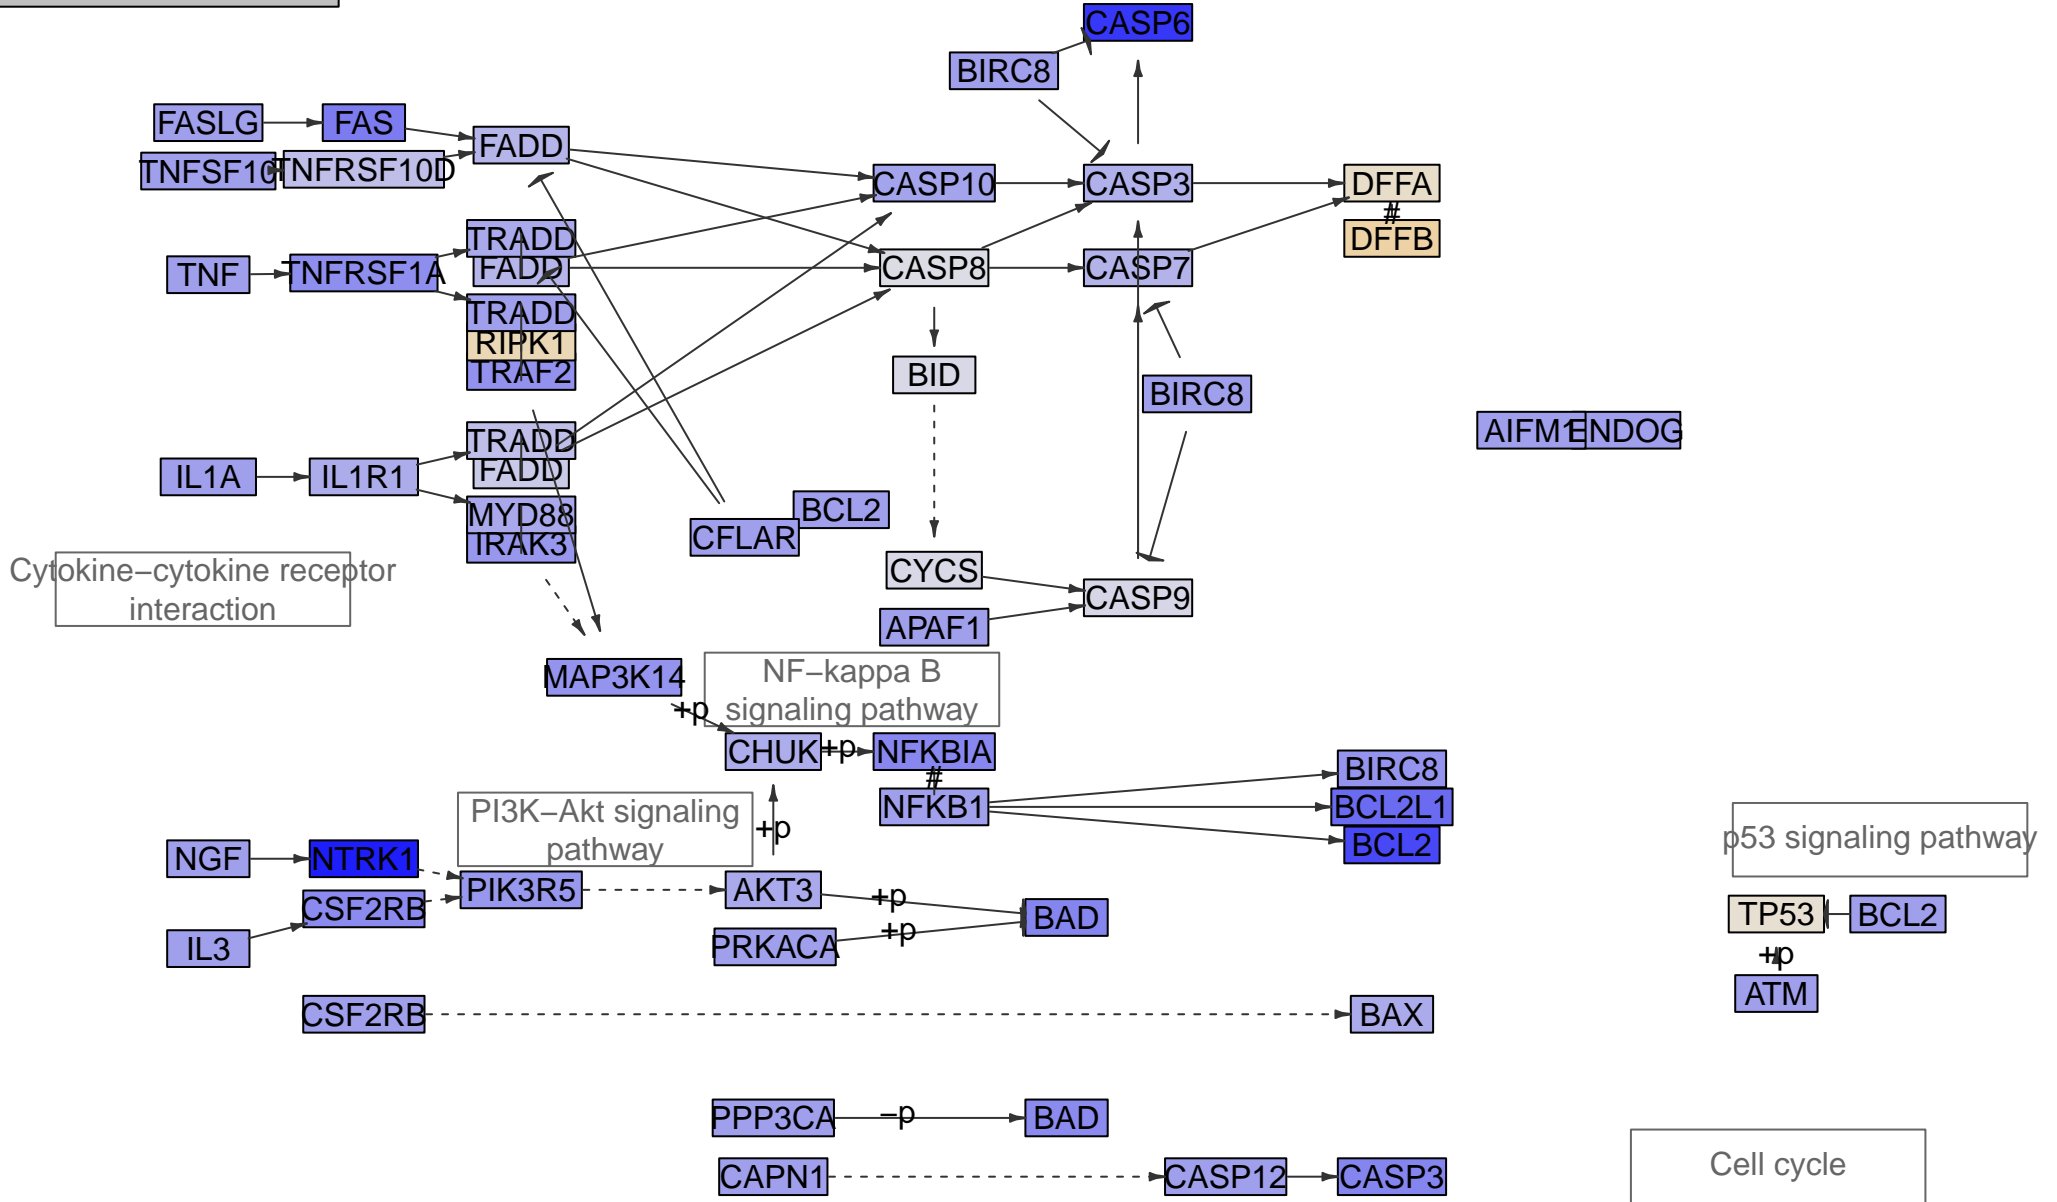 CASP6
BIRC8
FASLG
FAS
FADD
TNFSF10
TNFRSF10D
CASP10
CASP3
DFFA
#
DFFB
TRADD
FADD
TNF
TNFRSF1A
CASP8
CASP7
TRADD
RIPK1
TRAF2
BID
BIRC8
TRADD
FADD
AIFM1
ENDOG
IL1A
IL1R1
MYD88
IRAK3
BCL2
CFLAR
Cytokine–cytokine receptor
interaction
CYCS
CASP9
APAF1
MAP3K14
NF–kappa B
signaling pathway
+p
CHUK
+p
NFKBIA
#
NFKB1
BIRC8
BCL2L1
BCL2
PI3K–Akt signaling
pathway
+p
p53 signaling pathway
NGF
NTRK1
CSF2RB
PIK3R5
AKT3
+p
BAD
+p
PRKACA
IL3
TP53
BCL2
+p
ATM
CSF2RB
BAX
PPP3CA
–p
BAD
CAPN1
CASP12
CASP3
Cell cycle